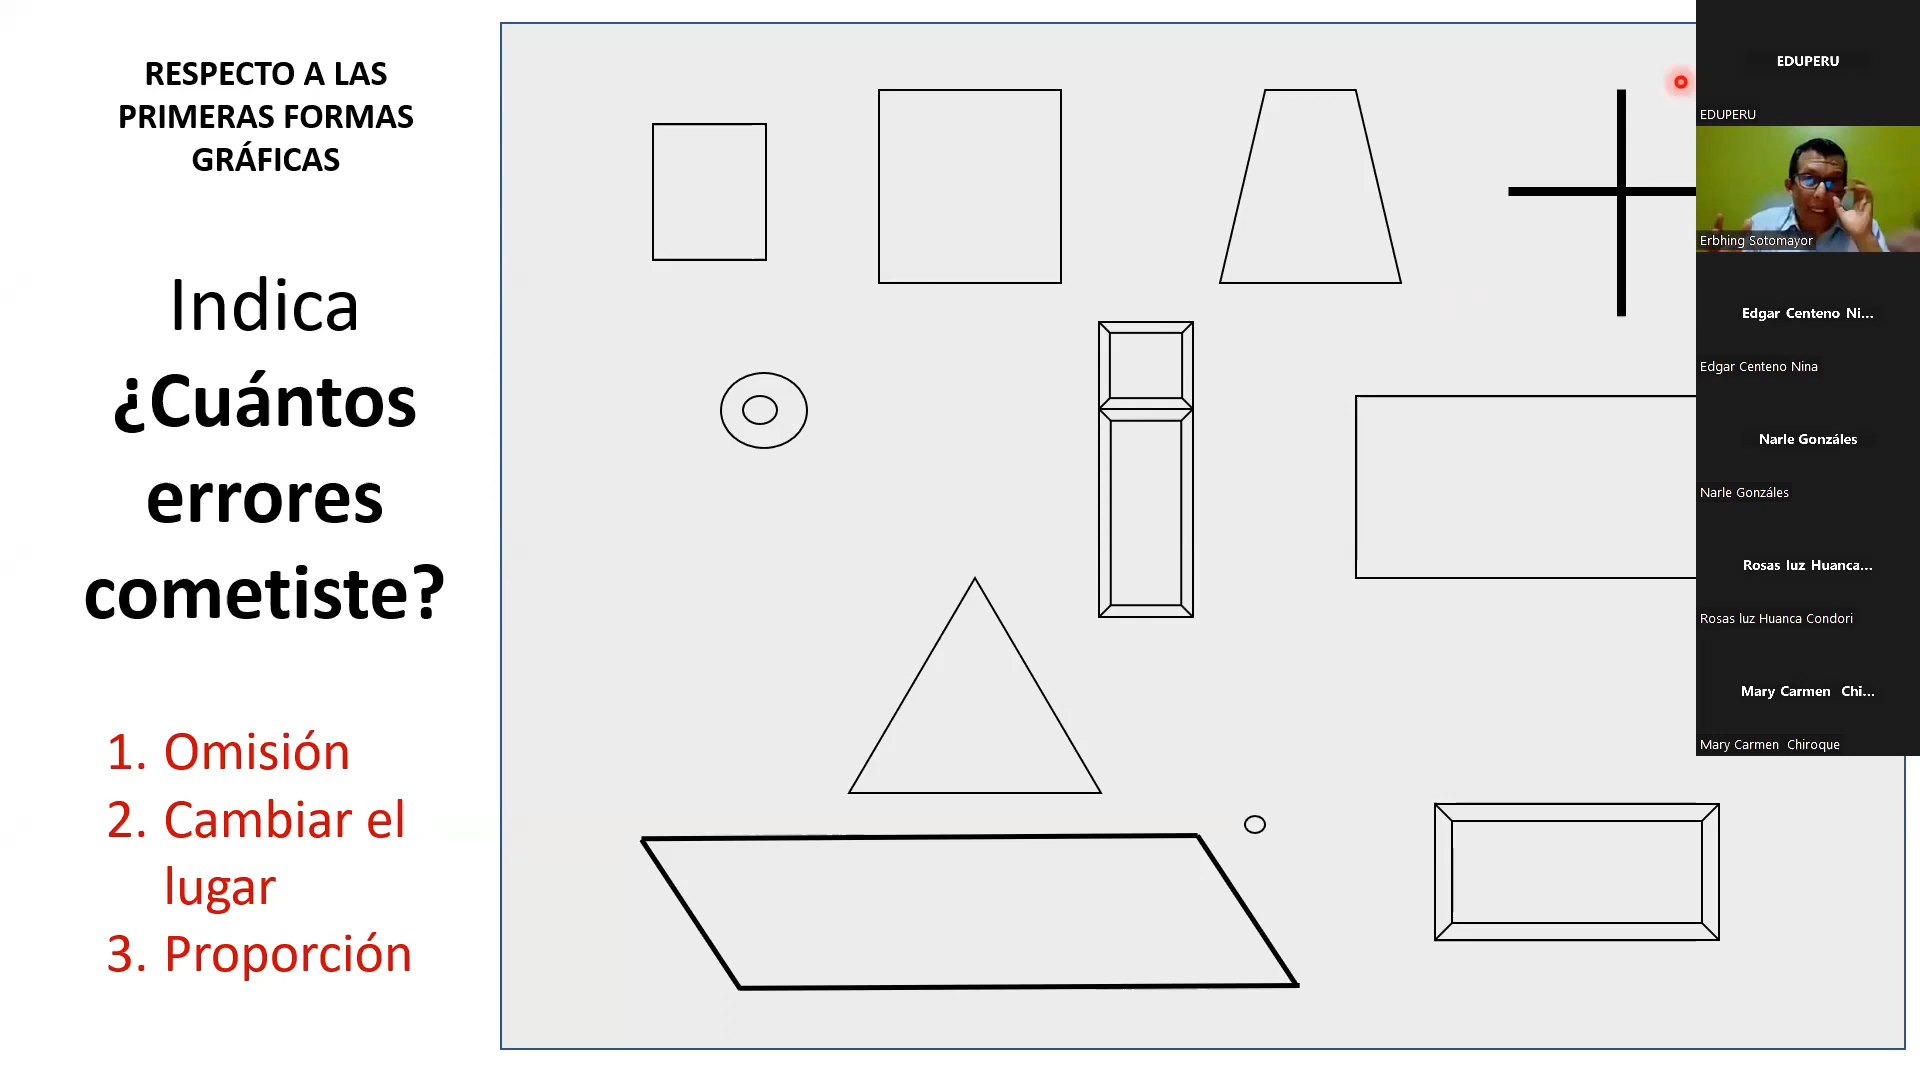 RESPECTO A LAS
PRIMERAS FORMAS
GRÁFICAS
Indica
¿Cuántos
errores
cometiste?
1. Omisión
2. Cambiar el
lugar
3. Proporción
EDUPERU
EDUPERU
Erbhing Sotomayor
Edgar Centeno Ni...
Edgar Centeno Nina
Narle Gonzáles
Narle Gonzáles
Rosas luz Huanca...
Rosas luz Huanca Condori
Mary Carmen Chi...
Mary Carmen Chiroque